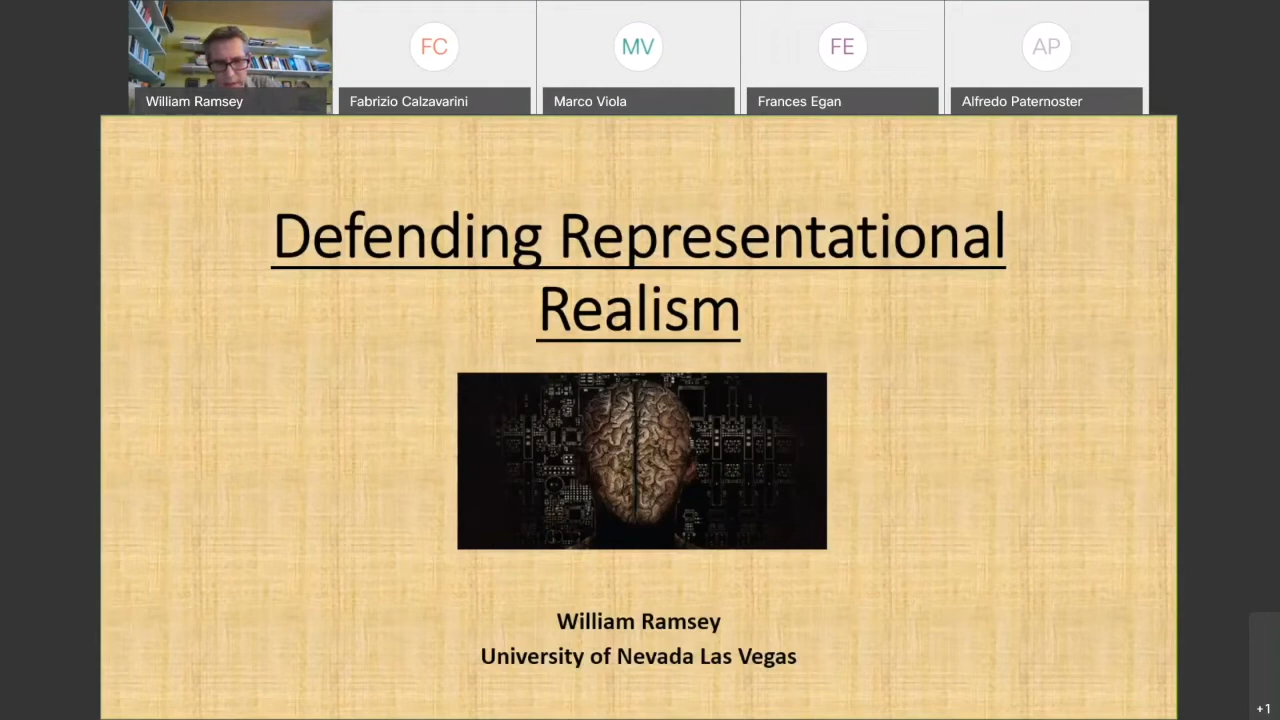 FC
MV
FE
AP
William Ramsey
Fabrizio Calzavarini
Marco Viola
Frances Egan
Alfredo Paternoster
Defending Representational
Realism
William Ramsey
University of Nevada Las Vegas
+1